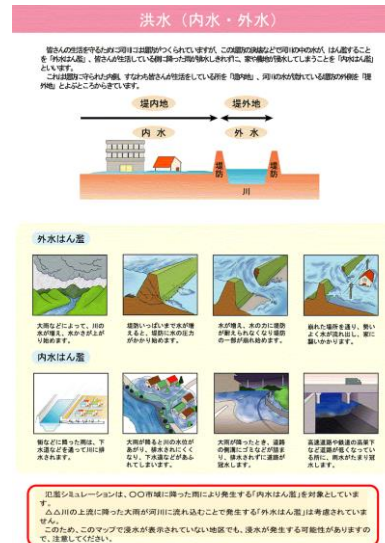 洪水（内水・外水）
皆さんの生活を守るために河川には堤防がつくられていますが、この堤防の決壊などで河川の中の水が、はん濫すること
を「外水はん濫」、皆さんが生活している側に降った雨が排水しきれずに、家や農地が浸水してしまうことを「内水はん濫」
といいます。
これは堤防に守られた内側、すなわち皆さんが生活している所を「堤内地」、河川の水が流れている堤防の外側を「堤
外地」とよぶところからきています。
堤内地 堤外地
内水 外水
堤防 堤防
川
外水はん濫
大雨などによって、川の
水が増え、水かさが上が
り始めます。
堤防いっぱいまで水が増
えると、堤防に水の圧力
がかかり始めます。
水が増え、水の力に堤防
が耐えられなくなり堤防
の一部が崩れ始めます。
崩れた場所を通り、勢い
よく水が流れ出し、家に
襲いかかります。
内水はん濫
街などに降った雨は、下
水道などを通って川に排
水されます。
大雨が降ると川の水位が
あがり、排水されにくく
なり、下水道などがあふ
れてしまいます。
大雨が降ったとき、道路
の側溝にゴミなどが詰ま
り、排水されずに道路が
冠水します。
高速道路や鉄道の高架下
など道路が低くなってい
る所に、雨水がたまり冠
水します。
氾濫シミュレーションは、〇〇市域に降った雨により発生する「内水はん濫」を対象としていま
す。
△△川の上流に降った大雨が河川に流れ込むことで発生する「外水はん濫」は考慮されていま
せん。
このため、このマップで浸水が表示されていない地区でも、浸水が発生する可能性がありますの
で、注意してください。